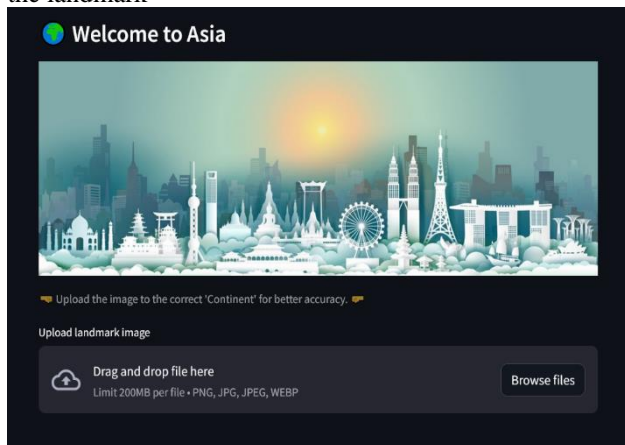 the landmark
Welcome to Asia
Upload the image to the correct 'Continent' for better accuracy.
Upload landmark image
Drag and drop file here
Limit 200MB per file • PNG, JPG, JPEG, WEBP
Browse files